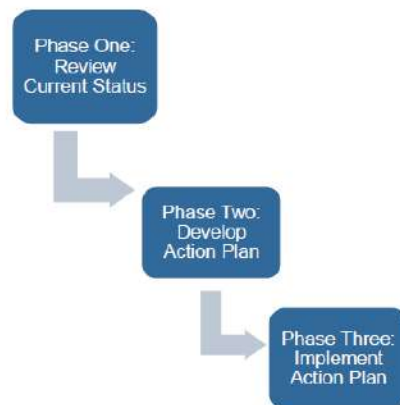 Phase One:
Review
Current Status
Phase Two:
Develop
Action Plan
Phase Three:
Implement
Action Plan